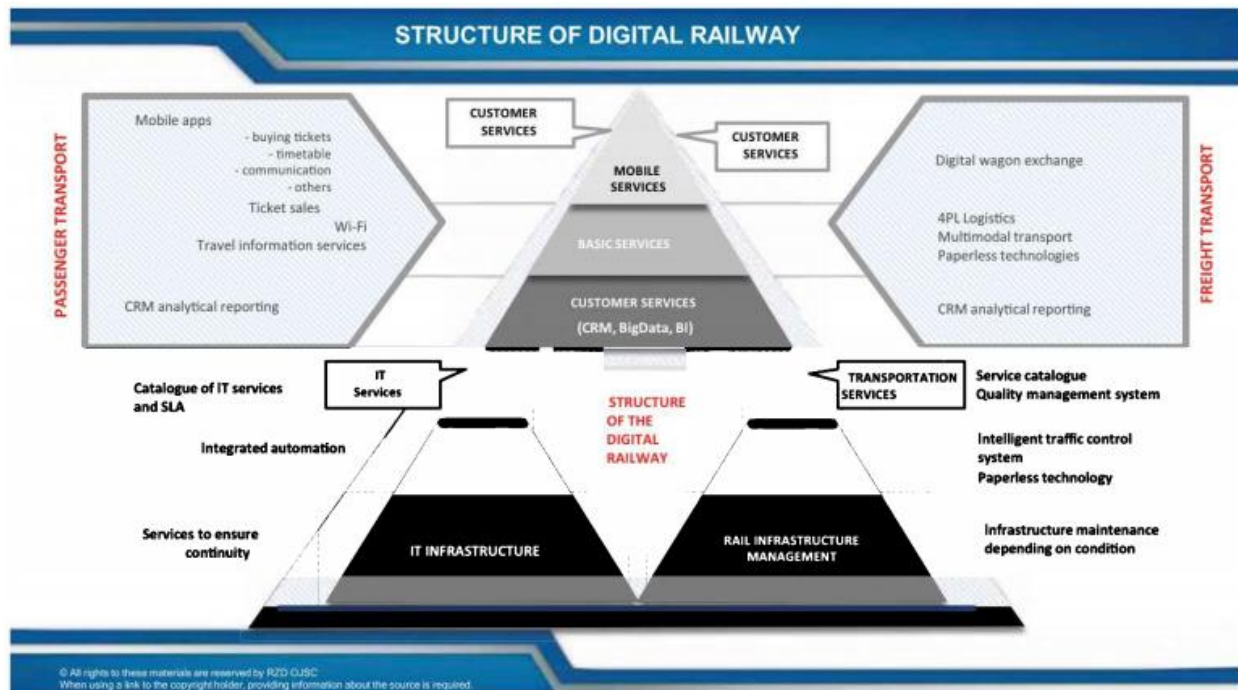 STRUCTURE OF DIGITAL RAILWAY
PASSENGER TRANSPORT
Mobile apps
- buying tickets
- timetable
- communication
- others
Ticket sales
Wi-Fi
Travel information services
CRM analytical reporting
CUSTOMER
SERVICES
CUSTOMER
SERVICES
MOBILE
SERVICES
BASIC SERVICES
CUSTOMER SERVICES
(CRM, BigData, BI)
Digital wagon exchange
4PL Logistics
Multimodal transport
Paperless technologies
CRM analytical reporting
FREIGHT TRANSPORT
Catalogue of IT services
and SLA
Integrated automation
Services to ensure
continuity
IT
Services
STRUCTURE
OF THE
DIGITAL
RAILWAY
TRANSPORTATION
SERVICES
Service catalogue
Quality management system
Intelligent traffic control
system
Paperless technology
Infrastructure maintenance
depending on condition
IT INFRASTRUCTURE
RAIL INFRASTRUCTURE
MANAGEMENT
© All rights to these materials are reserved by RZD OJSC
When using a link to the copyright holder, providing information about the source is required.